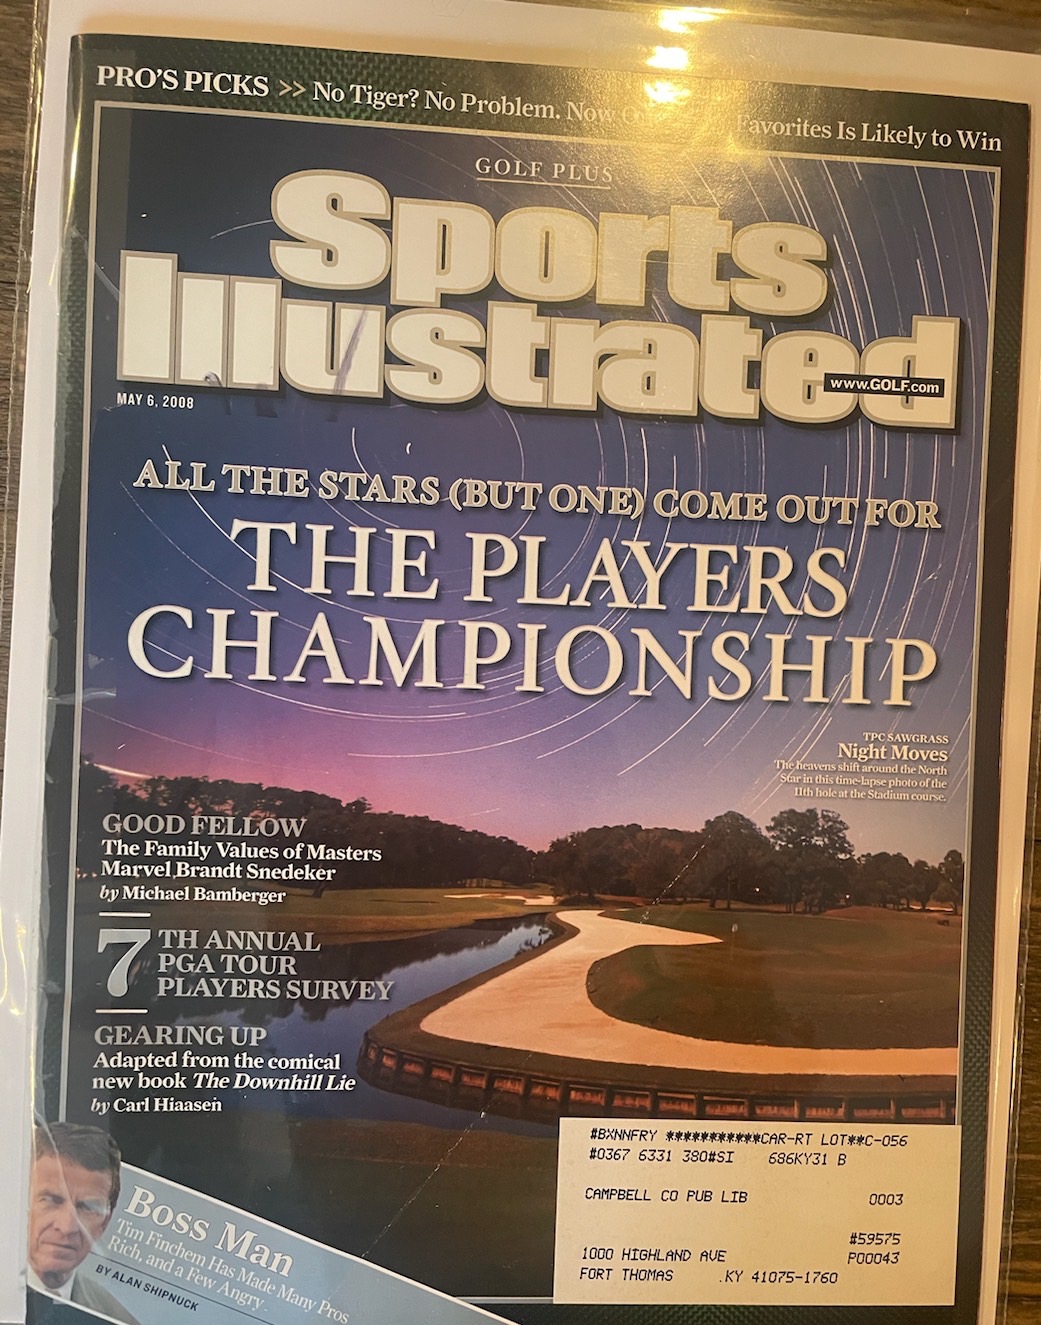 PRO'S PICKS >> No Tiger? No Problem. Now Favorites Is Likely to Win
GOLF PLUS
Sports
Illustrated
www.GOLF.com
MAY 6, 2008
ALL THE STARS (BUT ONE) COME OUT FOR
THE PLAYERS
CHAMPIONSHIP
TPC SAWGRASS
Night Moves
The heavens shift around the North
Star in this time-lapse photo of the
11th hole at the Stadium course.
GOOD FELLOW
The Family Values of Masters
Marvel Brandt Snedeker
by Michael Bamberger
7TH ANNUAL
PGA TOUR
PLAYERS SURVEY
GEARING UP
Adapted from the comical
new book The Downhill Lie
by Carl Hiaasen
Boss Man
Tim Finchem Has Made Many Pros
Rich, and a Few Angry
BY ALAN SHIPNUCK
#BXNNFRY ***********CAR-RT LOT**C-056
#0367 6331 380#SI 686KY31 B
CAMPBELL CO PUB LIB 0003
#59575
1000 HIGHLAND AVE P00043
FORT THOMAS KY 41075-1760